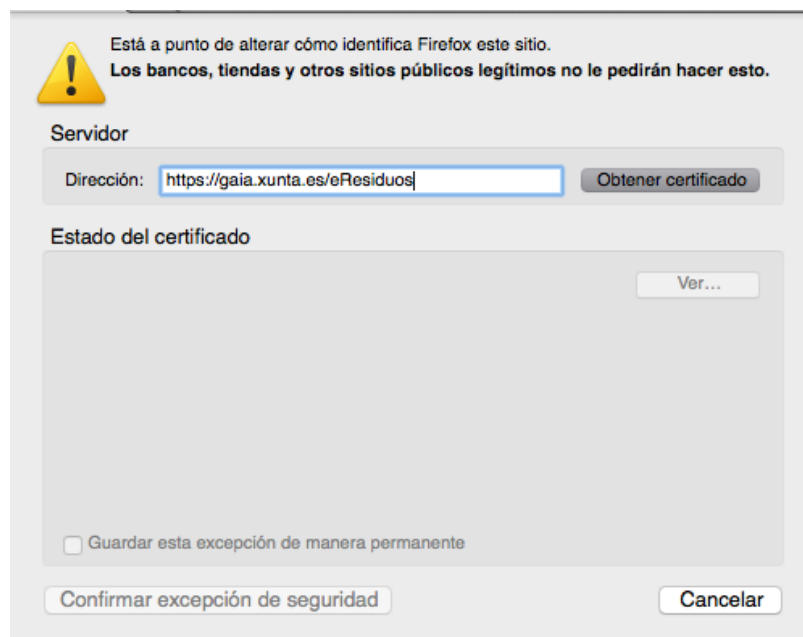 Está a punto de alterar cómo identifica Firefox este sitio.
Los bancos, tiendas y otros sitios públicos legítimos no le pedirán hacer esto.
Servidor
Dirección: https://gaia.xunta.es/eResiduos Obtener certificado
Estado del certificado
Ver...
Guardar esta excepción de manera permanente
Confirmar excepción de seguridad Cancelar